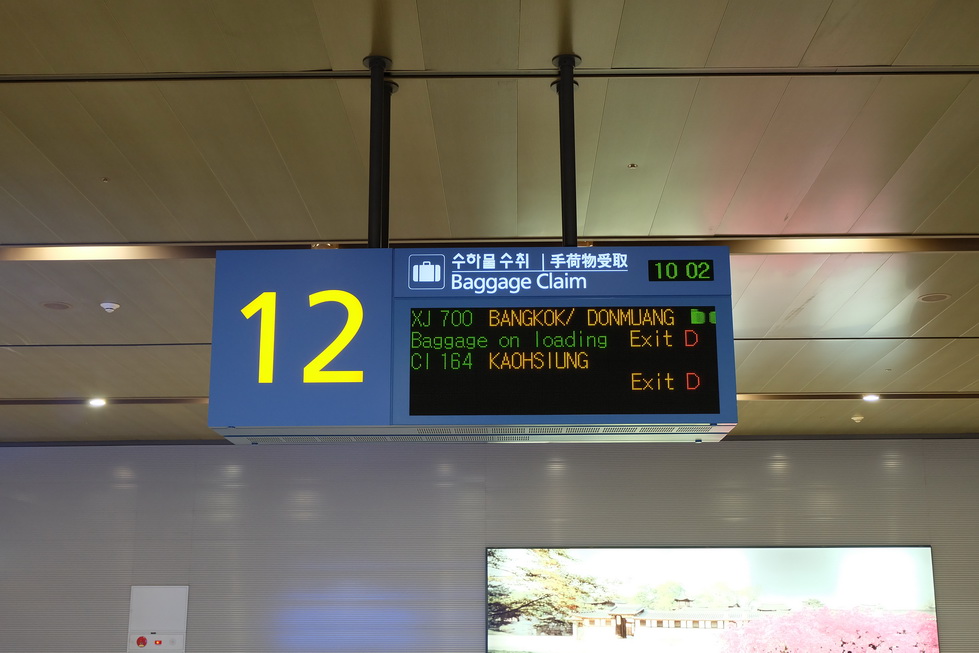 12
수하물 수취 | 手荷物受取
Baggage Claim
10 02
XJ 700 BANGKOK/ DONMUANG
Baggage on loading Exit D
CI 164 KAOHSIUNG
Exit D